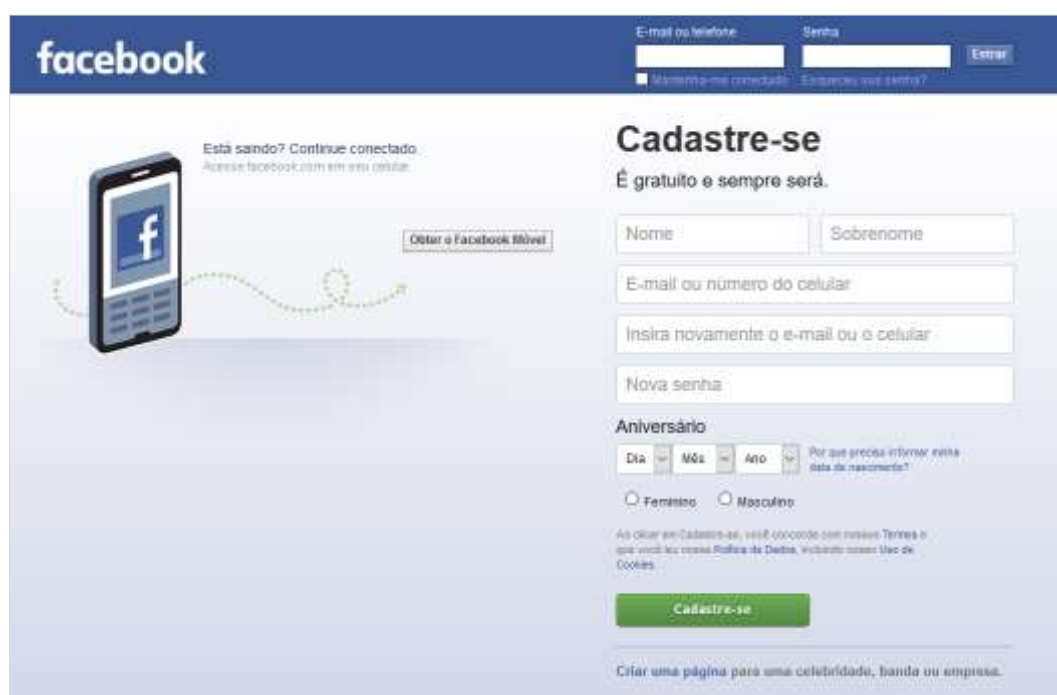 facebook
E-mail ou telefone
Senha
Entrar
Mantenha-me conectado
Esqueceu sua senha?
Está saindo? Continue conectado.
Acesse facebook.com em seu celular.
Obter o Facebook Móvel
f
Cadastre-se
É gratuito e sempre será.
Nome
Sobrenome
E-mail ou número do celular
Insira novamente o e-mail ou o celular
Nova senha
Aniversário
Dia
Mês
Ano
Por que preciso informar minha
data de nascimento?
Feminino
Masculino
Ao clicar em Cadastre-se, você concorda com nossos Termos e
que você leu nossa Política de Dados, incluindo nosso Uso de
Cookies.
Cadastre-se
Criar uma página para uma celebridade, banda ou empresa.